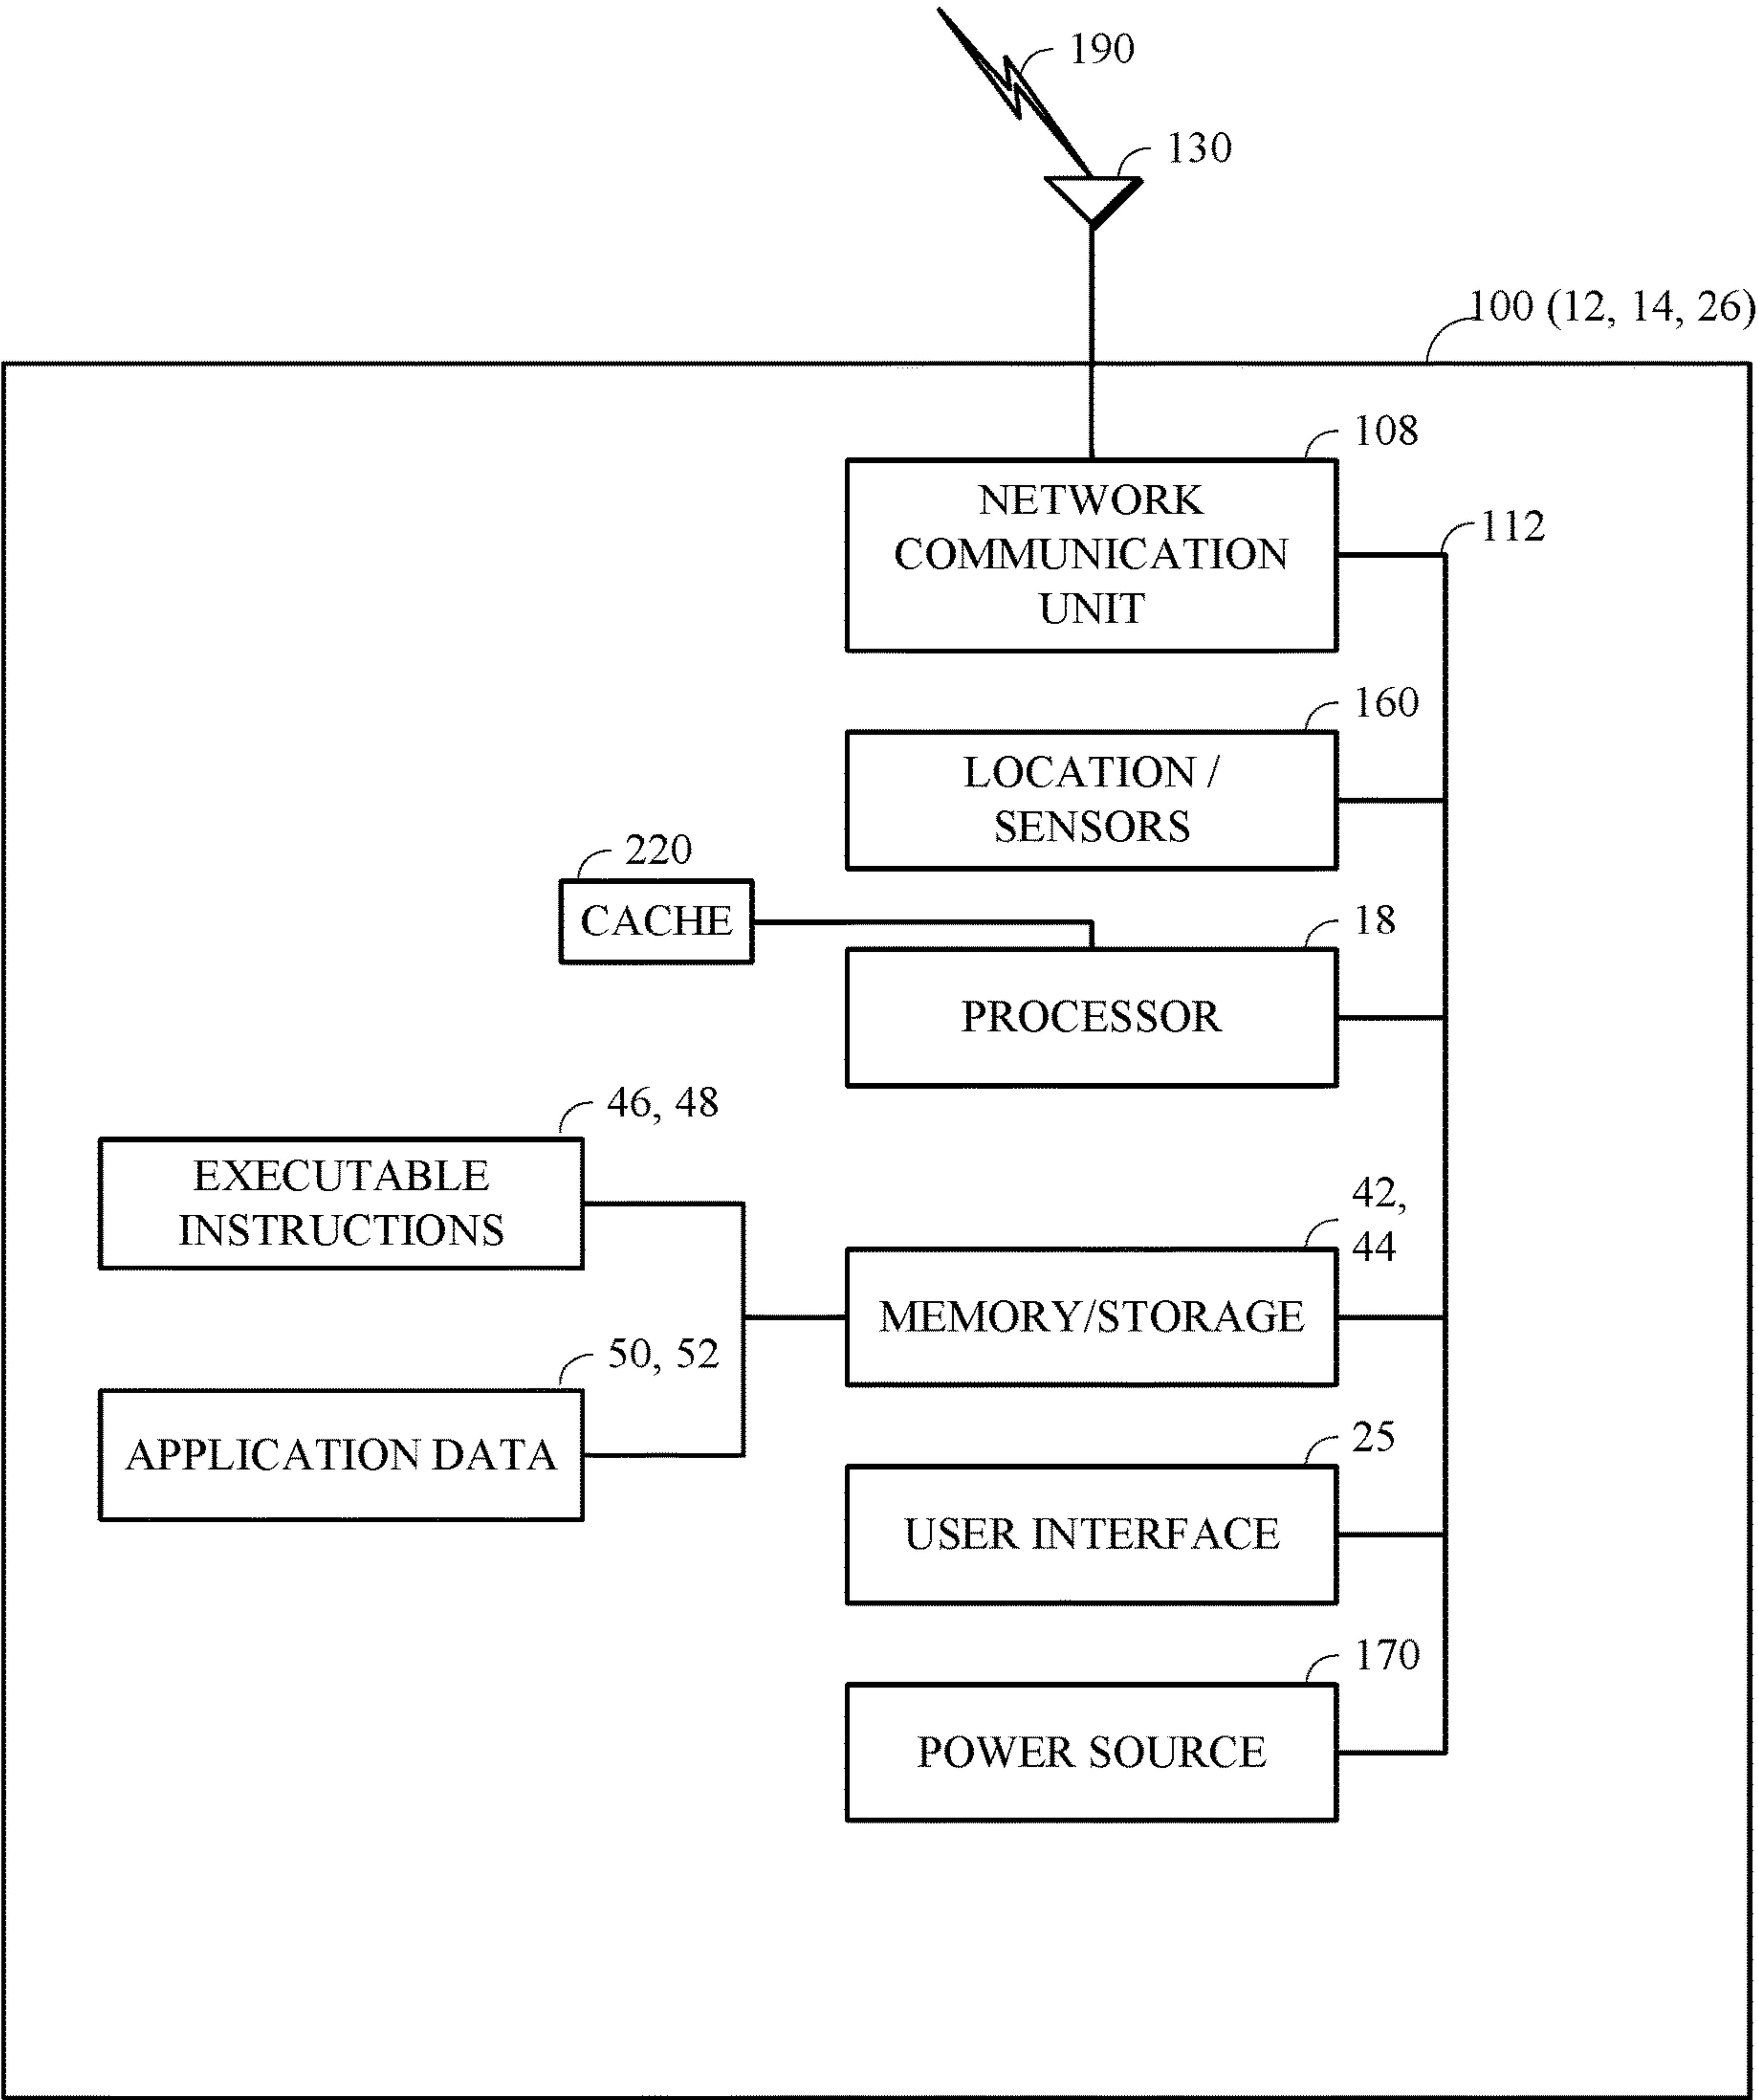 190
130
100 (12, 14, 26)
108
NETWORK
COMMUNICATION
UNIT
112
160
LOCATION /
SENSORS
220
CACHE
18
PROCESSOR
46, 48
EXECUTABLE
INSTRUCTIONS
42,
44
MEMORY/STORAGE
50, 52
APPLICATION DATA
25
USER INTERFACE
170
POWER SOURCE